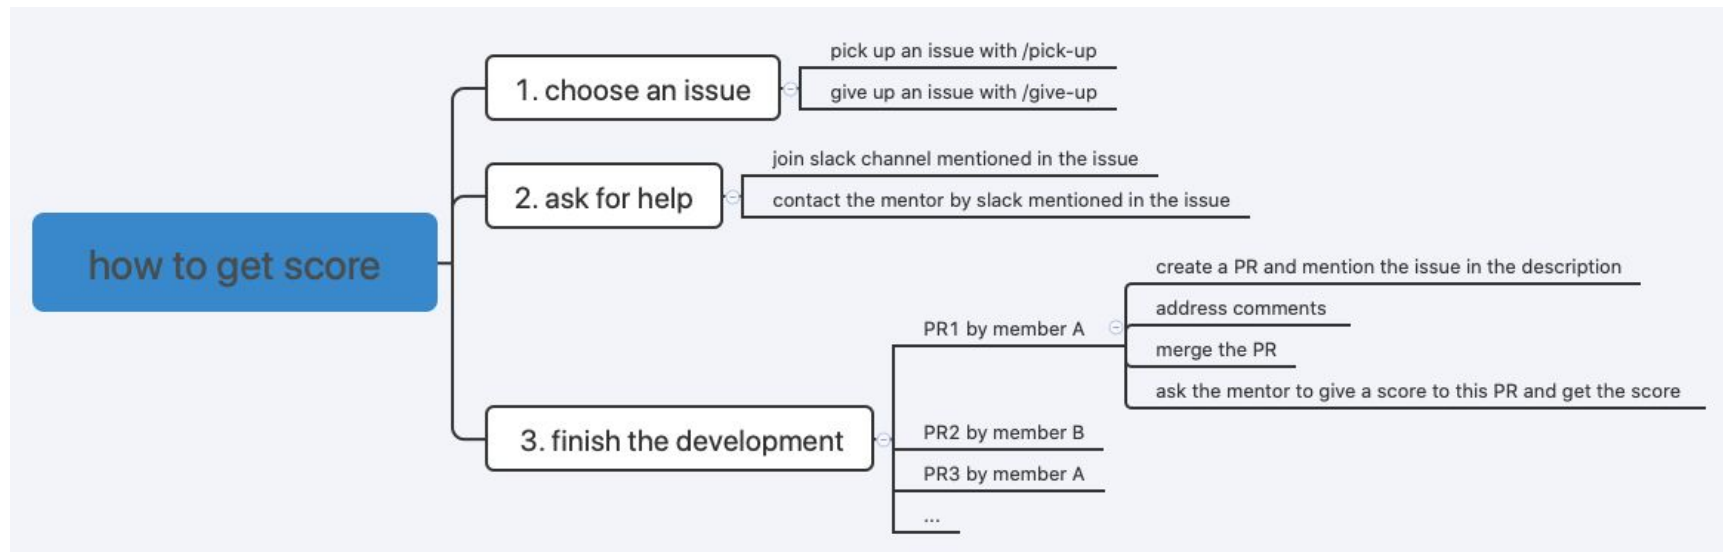 how to get score
1. choose an issue
pick up an issue with /pick-up
give up an issue with /give-up
2. ask for help
join slack channel mentioned in the issue
contact the mentor by slack mentioned in the issue
3. finish the development
PR1 by member A
create a PR and mention the issue in the description
address comments
merge the PR
ask the mentor to give a score to this PR and get the score
PR2 by member B
PR3 by member A
...